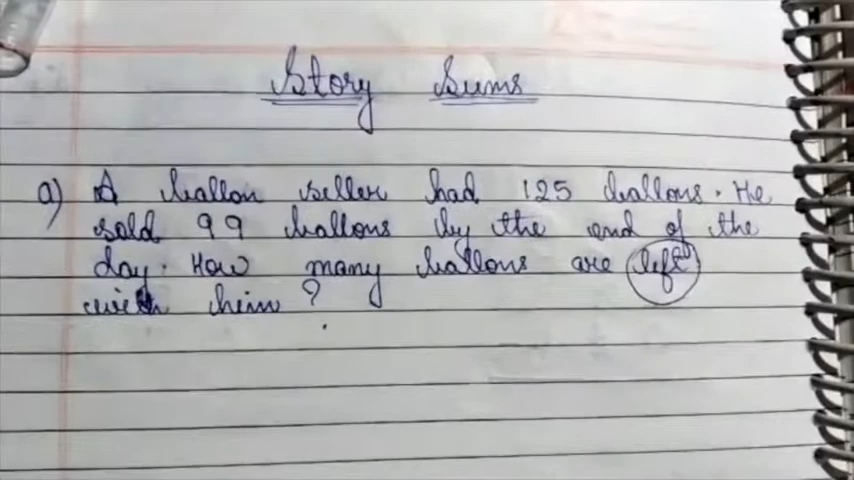 Story Sums
a) A ballon seller had 125 ballons. He
sold 99 ballons by the end of the
day. How many ballons are left
with him ?